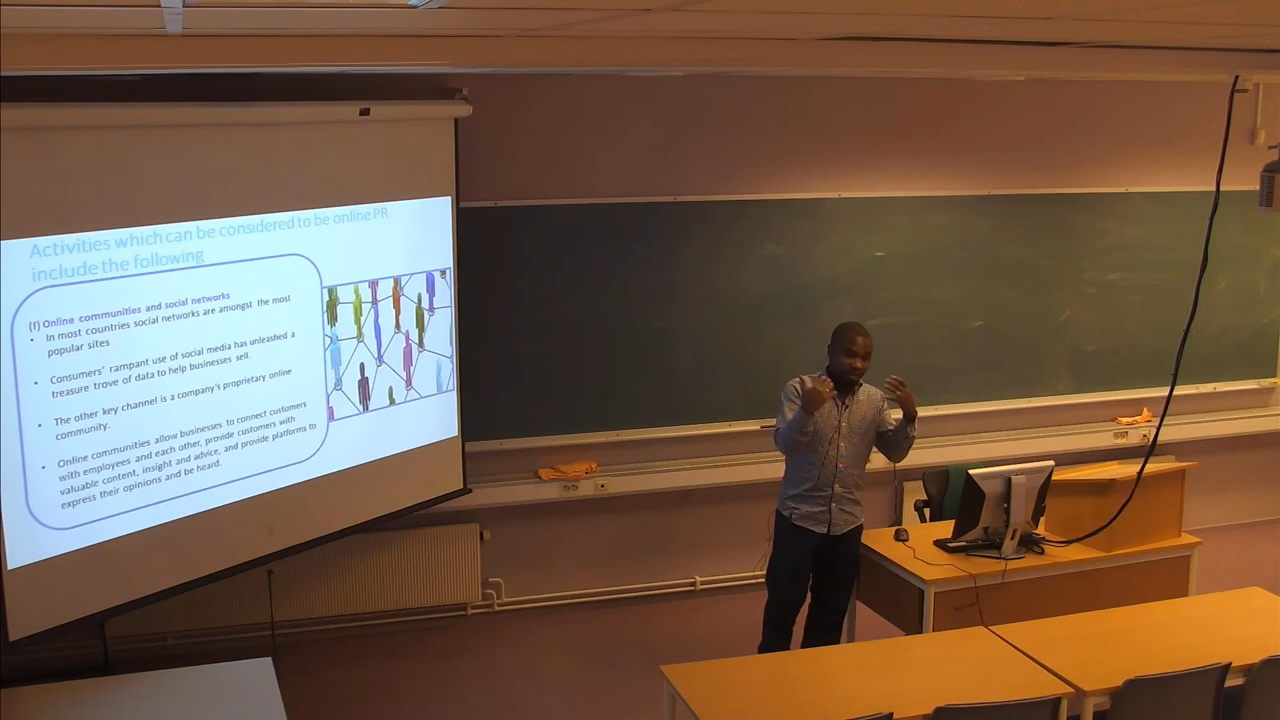 Activities which can be considered to be online PR
include the following
(f) Online communities and social networks
• In most countries social networks are amongst the most
popular sites
• Consumers' rampant use of social media has unleashed a
treasure trove of data to help businesses sell.
• The other key channel is a company's proprietary online
community.
• Online communities allow businesses to connect customers
with employees and each other, provide customers with
valuable content, insight and advice, and provide platforms to
express their opinions and be heard.